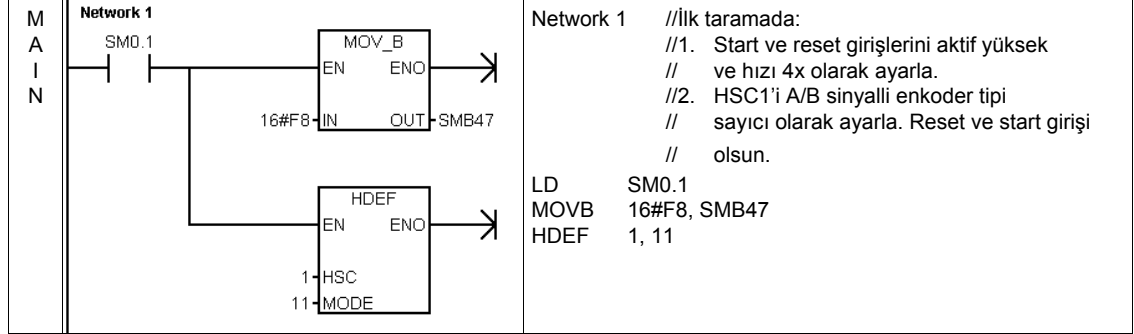 M
A
I
N
Network 1
SM0.1
MOV_B
EN ENO
16#F8 IN OUT SMB47
HDEF
EN ENO
1 HSC
11 MODE
Network 1 //İlk taramada:
//1. Start ve reset girişlerini aktif yüksek
// ve hızı 4x olarak ayarla.
//2. HSC1’i A/B sinyalli enkoder tipi
// sayıcı olarak ayarla. Reset ve start girişi
// olsun.
LD SM0.1
MOVB 16#F8, SMB47
HDEF 1, 11